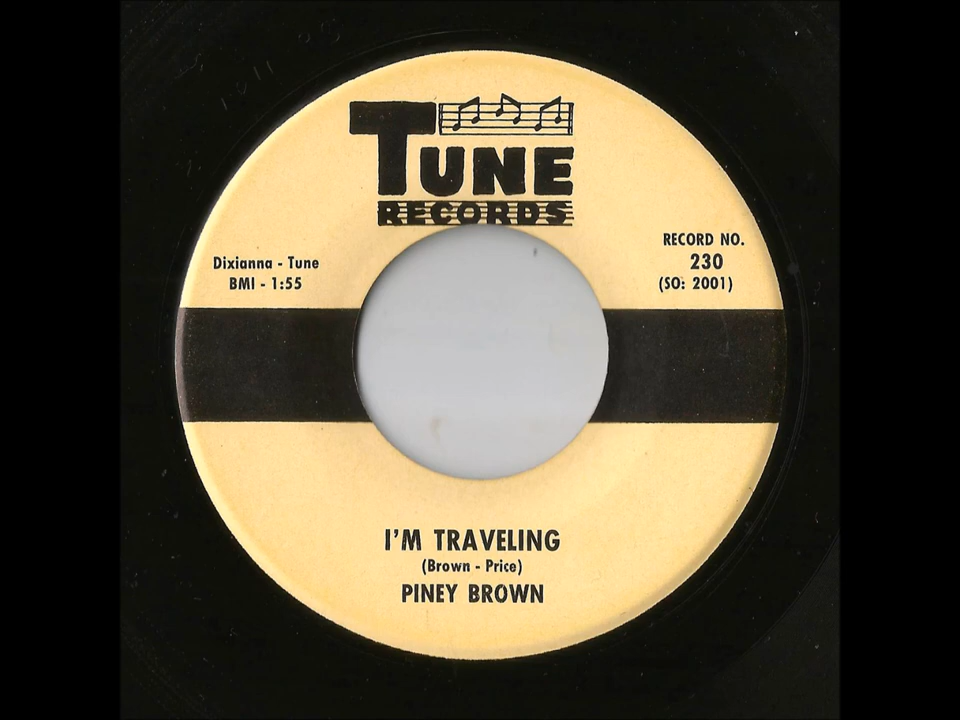 TUNE
RECORDS
Dixianna - Tune
BMI - 1:55
RECORD NO.
230
(SO: 2001)
I'M TRAVELING
(Brown - Price)
PINEY BROWN